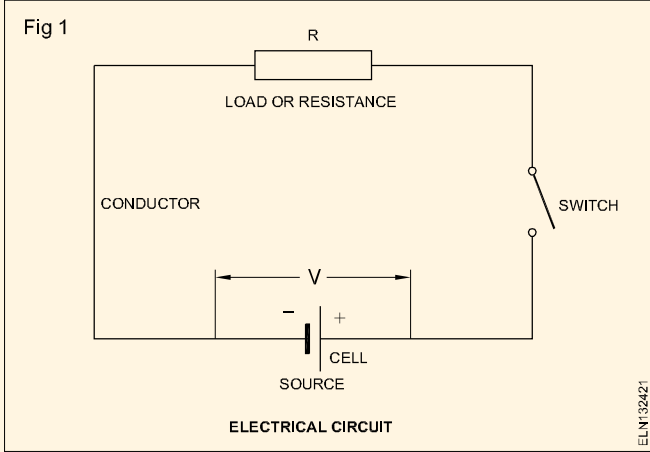 Fig 1
R
LOAD OR RESISTANCE
CONDUCTOR
SWITCH
V
− +
CELL
SOURCE
ELECTRICAL CIRCUIT
ELN132421